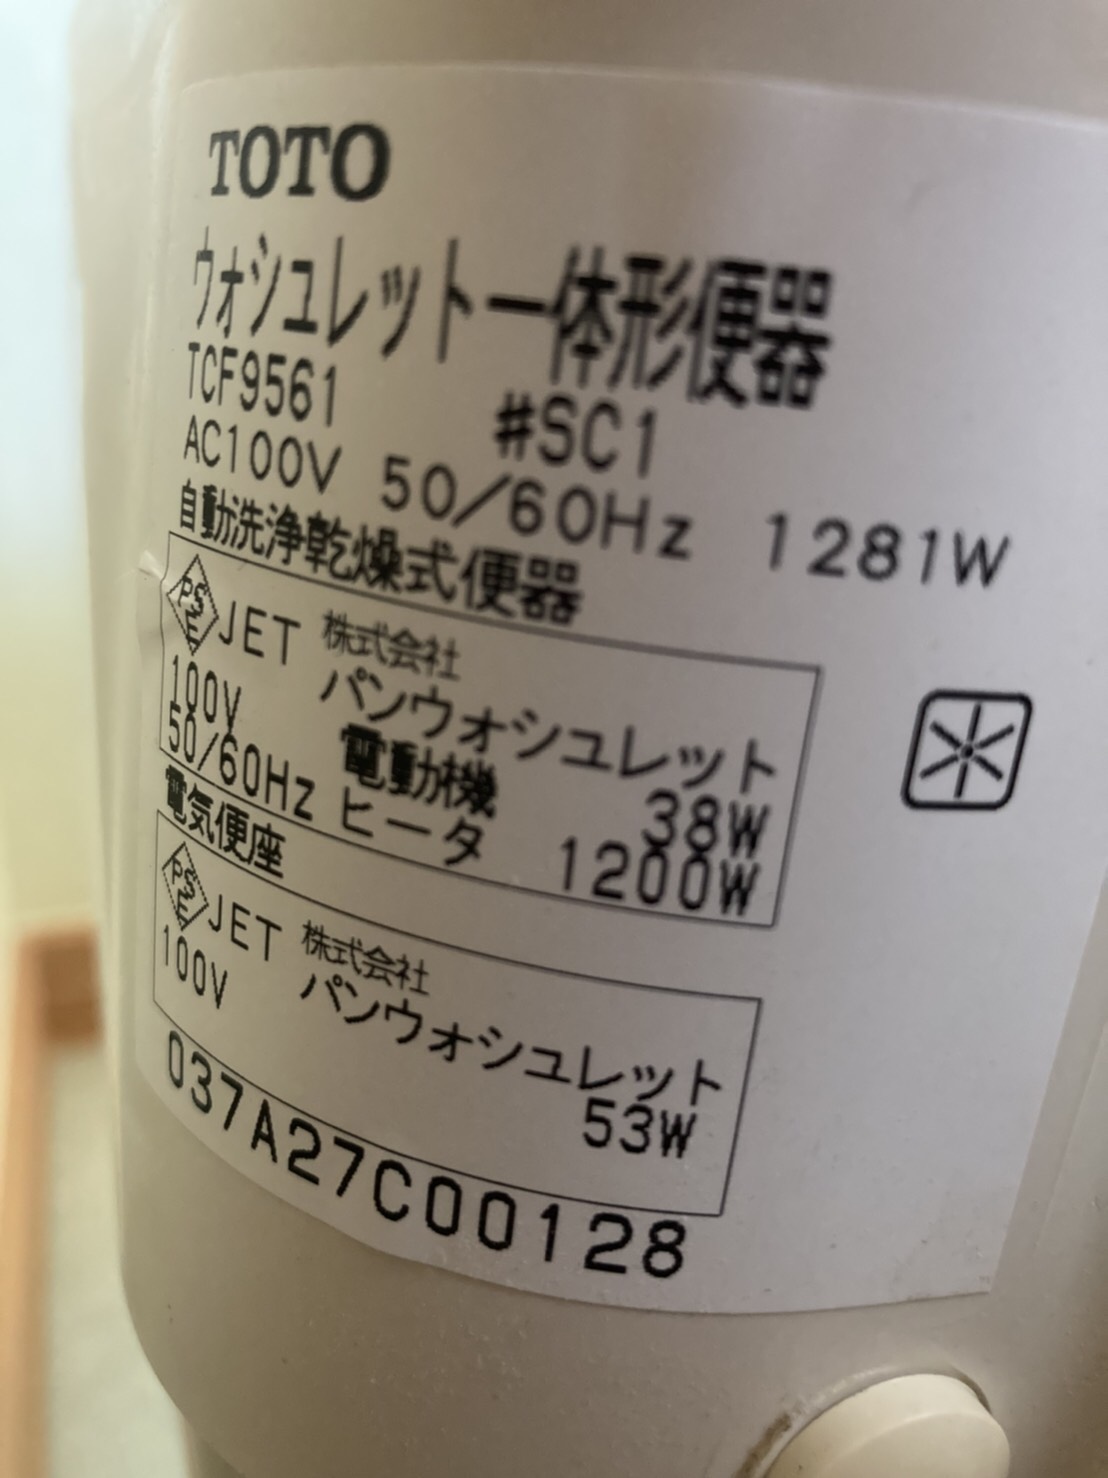 TOTO
ウォシュレット一体形便器
TCF9561 #SC1
AC100V 50/60Hz 1281W
自動洗浄乾燥式便器
PSE JET 株式会社
パンウォシュレット
100V
50/60Hz 電動機 38W
ヒータ 1200W
電気便座
PSE JET 株式会社
100V パンウォシュレット
53W
037A27C00128